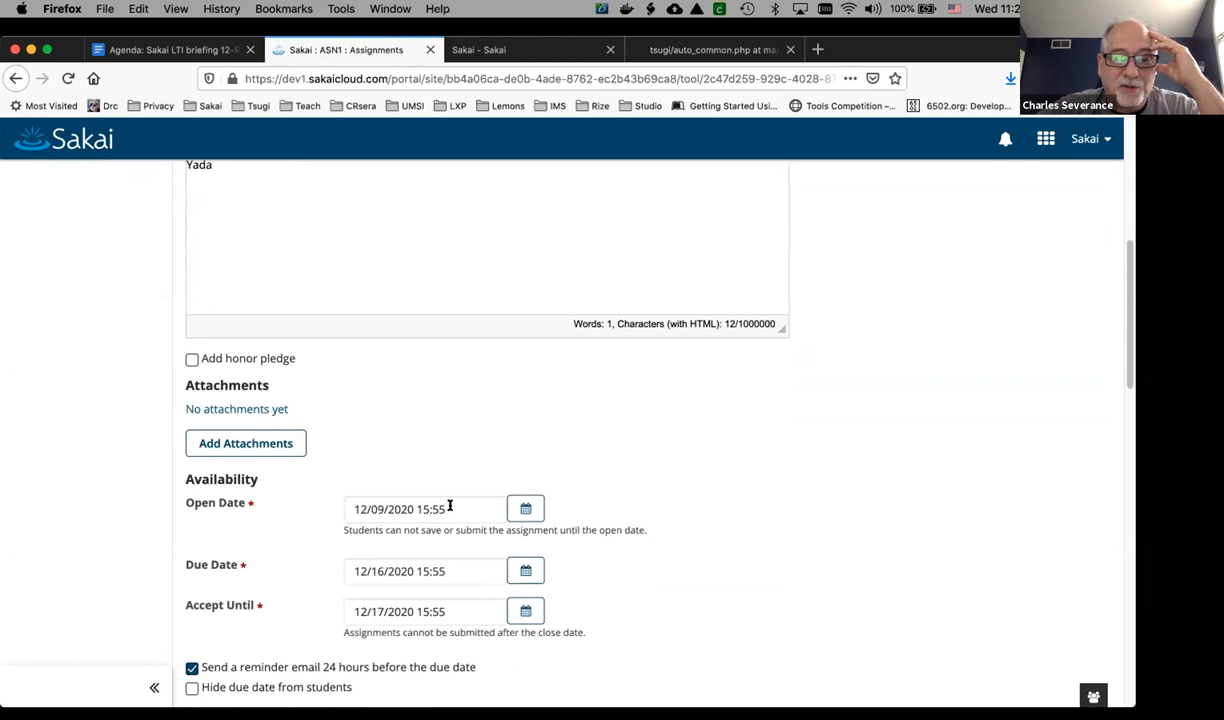 Firefox File Edit View History Bookmarks Tools Window Help 100% Wed 11:2
Agenda: Sakai LTI briefing 12-9 Sakai : ASN1 : Assignments Sakai - Sakai tsugi/auto_common.php at ma
https://dev1.sakaicloud.com/portal/site/bb4a06ca-de0b-4ade-8762-ec2b43b69ca8/tool/2c47d259-929c-4028-87
Charles Severance
Most Visited Drc Privacy Sakai Tsugi Teach CRsera UMSI LXP Lemons IMS Rize Studio Getting Started Usi... Tools Competition –... 6502.org: Develop...
Sakai Sakai
Yada
Words: 1, Characters (with HTML): 12/1000000
Add honor pledge
Attachments
No attachments yet
Add Attachments
Availability
Open Date * 12/09/2020 15:55
Students can not save or submit the assignment until the open date.
Due Date * 12/16/2020 15:55
Accept Until * 12/17/2020 15:55
Assignments cannot be submitted after the close date.
Send a reminder email 24 hours before the due date
Hide due date from students